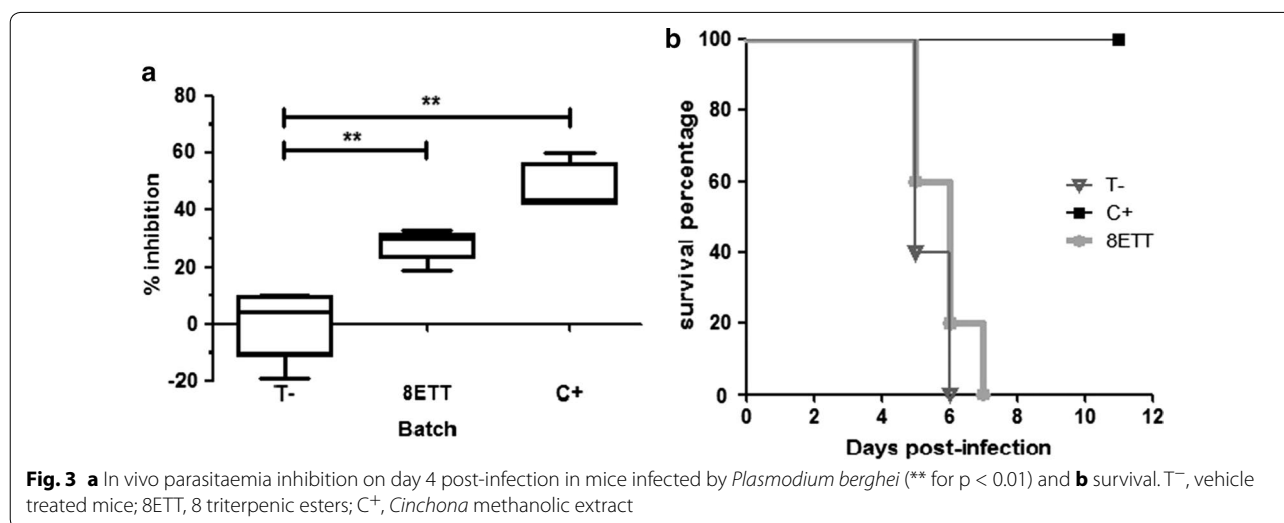 a
b
80
60
40
20
0
-20
% inhibition
**
**
T-
8ETT
C+
Batch
100
80
60
40
20
0
survival percentage
T-
C+
8ETT
0
2
4
6
8
10
12
Days post-infection
Fig. 3 a In vivo parasitaemia inhibition on day 4 post-infection in mice infected by Plasmodium berghei (** for p < 0.01) and b survival. T⁻, vehicle
treated mice; 8ETT, 8 triterpenic esters; C⁺, Cinchona methanolic extract